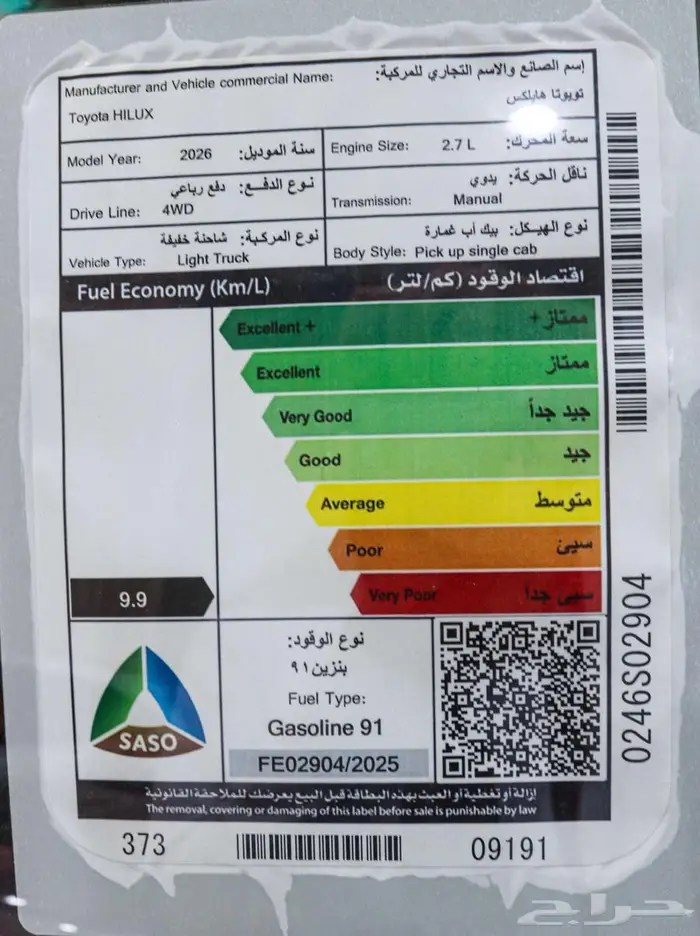 Manufacturer and Vehicle commercial Name: إسم الصانع والاسم التجاري للمركبة:
تويوتا هايلكس
Toyota HILUX
Model Year: 2026 سنة الموديل:
Engine Size: 2.7 L سعة المحرك:
Drive Line: 4WD نوع الدفع: دفع رباعي
Transmission: Manual ناقل الحركة: يدوي
Vehicle Type: Light Truck نوع المركبة: شاحنة خفيفة
Body Style: Pick up single cab نوع الهيكل: بيك أب غمارة
Fuel Economy (Km/L) اقتصاد الوقود (كم/لتر)
Excellent + ممتاز+
Excellent ممتاز
Very Good جيد جداً
Good جيد
Average متوسط
Poor سيئ
Very Poor سيئ جداً
9.9
SASO
نوع الوقود:
بنزين ٩١
Fuel Type:
Gasoline 91
FE02904/2025
0246S02904
إزالة أو تغطية أو العبث بهذه البطاقة قبل البيع يعرضك للملاحقة القانونية
The removal, covering or damaging of this label before sale is punishable by law
373
09191
حراج